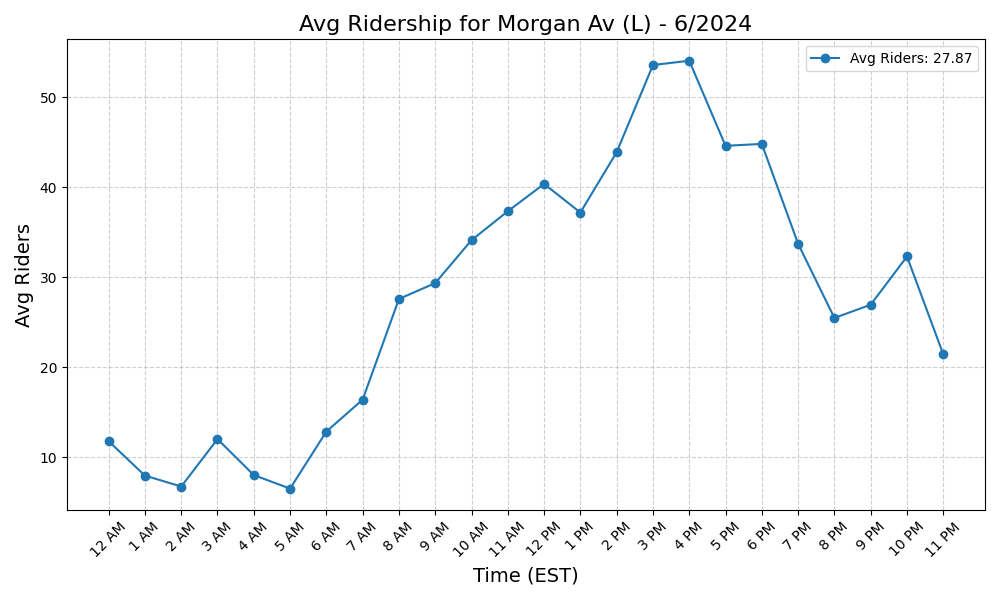 Avg Ridership for Morgan Av (L) - 6/2024
Avg Riders: 27.87
Avg Riders
50
40
30
20
10
12 AM
1 AM
2 AM
3 AM
4 AM
5 AM
6 AM
7 AM
8 AM
9 AM
10 AM
11 AM
12 PM
1 PM
2 PM
3 PM
4 PM
5 PM
6 PM
7 PM
8 PM
9 PM
10 PM
11 PM
Time (EST)